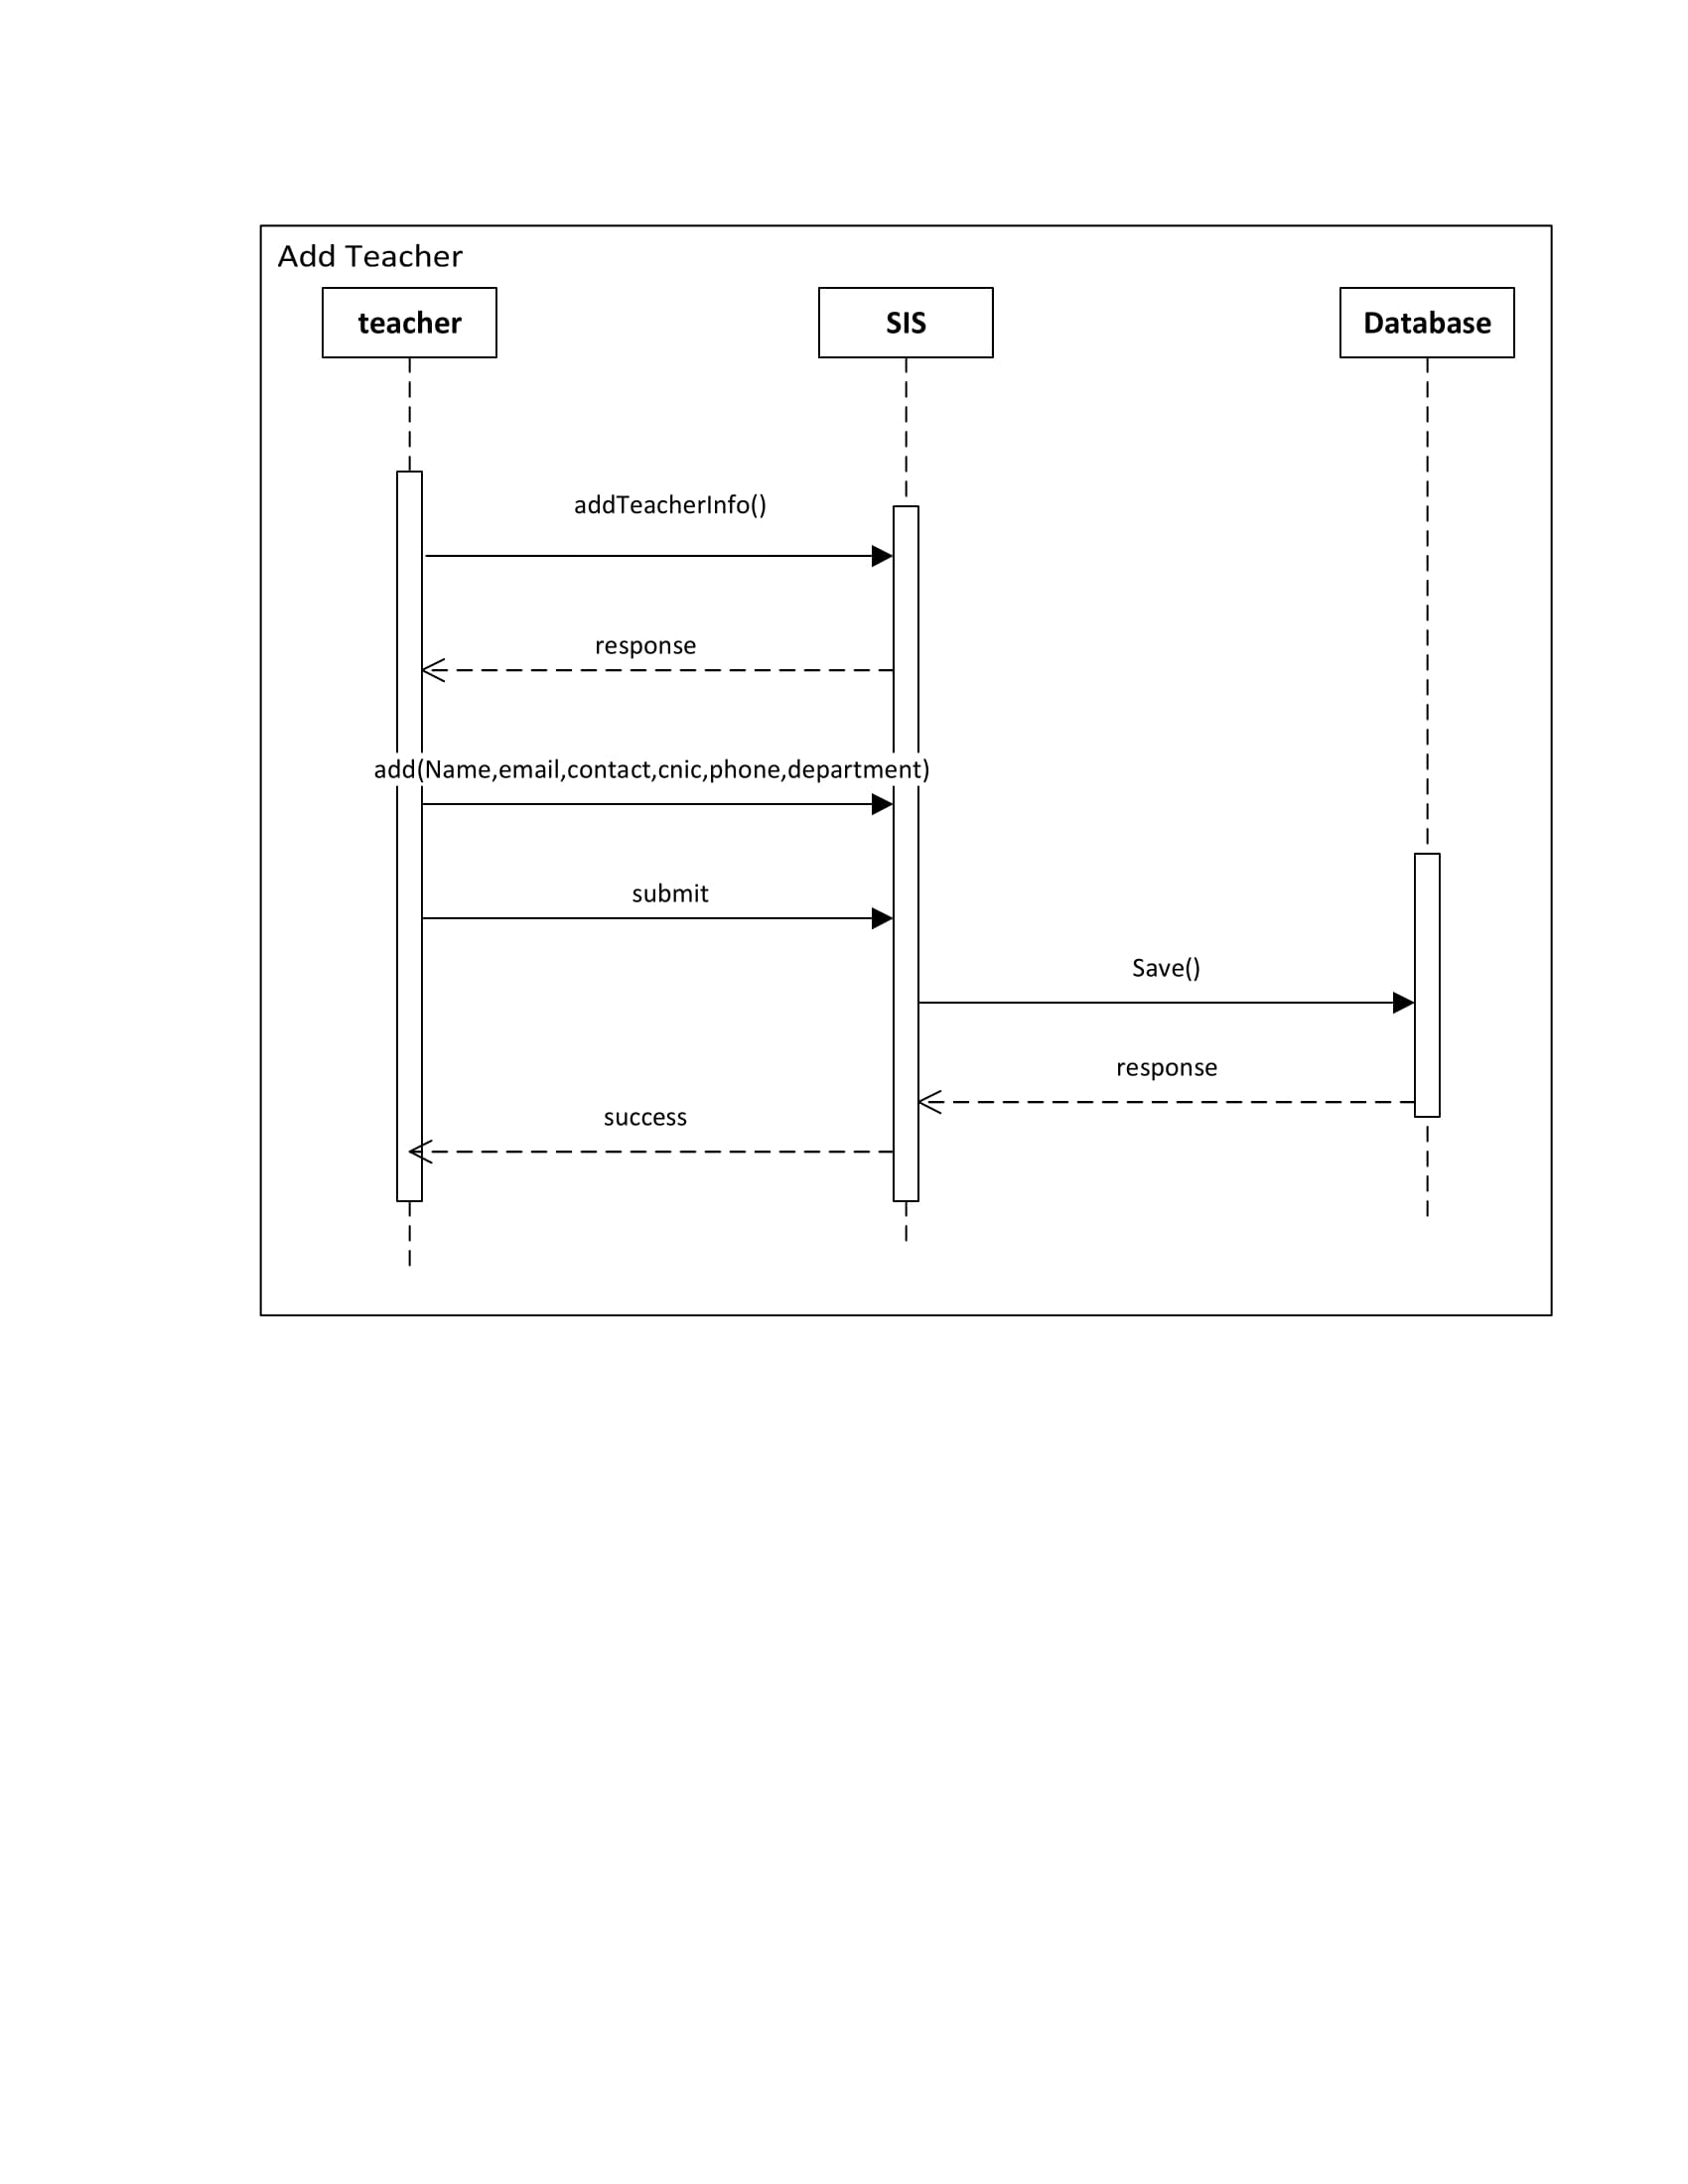 Add Teacher
teacher
SIS
Database
addTeacherInfo()
response
add(Name,email,contact,cnic,phone,department)
submit
Save()
response
success